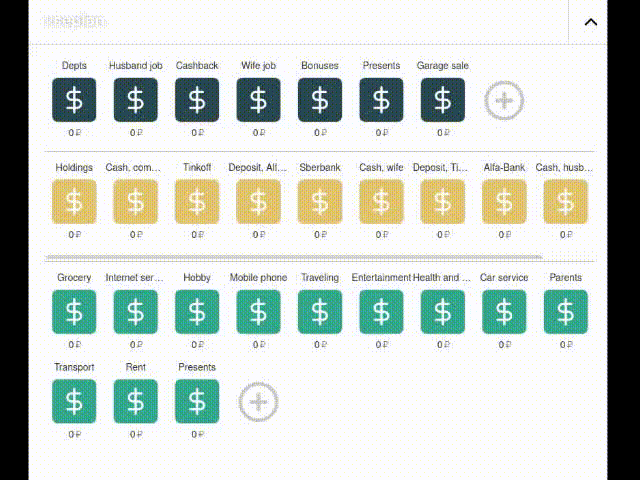 Depts Husband job Cashback Wife job Bonuses Presents Garage sale
0 ₽ 0 ₽ 0 ₽ 0 ₽ 0 ₽ 0 ₽ 0 ₽
Holdings Cash, com... Tinkoff Deposit, Alf... Sberbank Cash, wife Deposit, Ti... Alfa-Bank Cash, husb...
0 ₽ 0 ₽ 0 ₽ 0 ₽ 0 ₽ 0 ₽ 0 ₽ 0 ₽ 0 ₽
Grocery Internet ser... Hobby Mobile phone Traveling Entertainment Health and ... Car service Parents
0 ₽ 0 ₽ 0 ₽ 0 ₽ 0 ₽ 0 ₽ 0 ₽ 0 ₽ 0 ₽
Transport Rent Presents
0 ₽ 0 ₽ 0 ₽